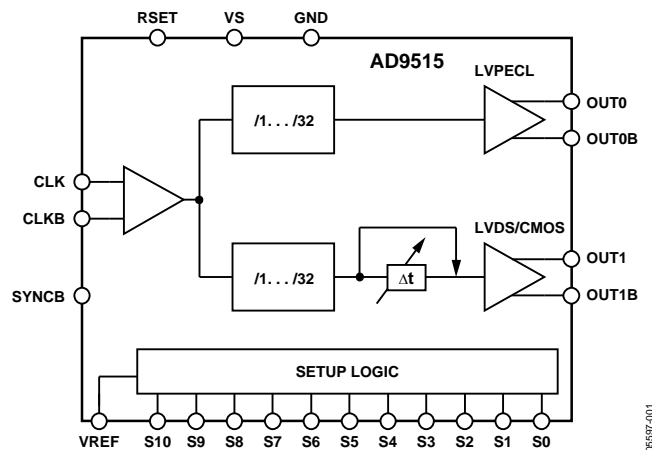 RSET VS GND
AD9515
LVPECL
/1. . . /32
OUT0
OUT0B
CLK
CLKB
LVDS/CMOS
/1. . . /32
Δt
OUT1
OUT1B
SYNCB
SETUP LOGIC
VREF S10 S9 S8 S7 S6 S5 S4 S3 S2 S1 S0
05597-001